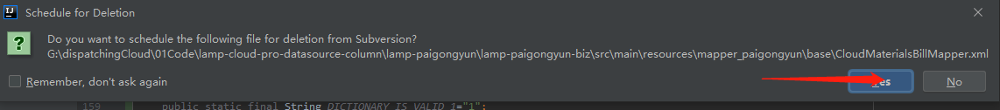 Schedule for Deletion
Do you want to schedule the following file for deletion from Subversion?
G:\dispatchingCloud\01Code\lamp-cloud-pro-datasource-column\lamp-paigongyun\lamp-paigongyun-biz\src\main\resources\mapper_paigongyun\base\CloudMaterialsBillMapper.xml
Remember, don't ask again
Yes
No
159 public static final String DICTIONARY_IS_VALID_1="1";